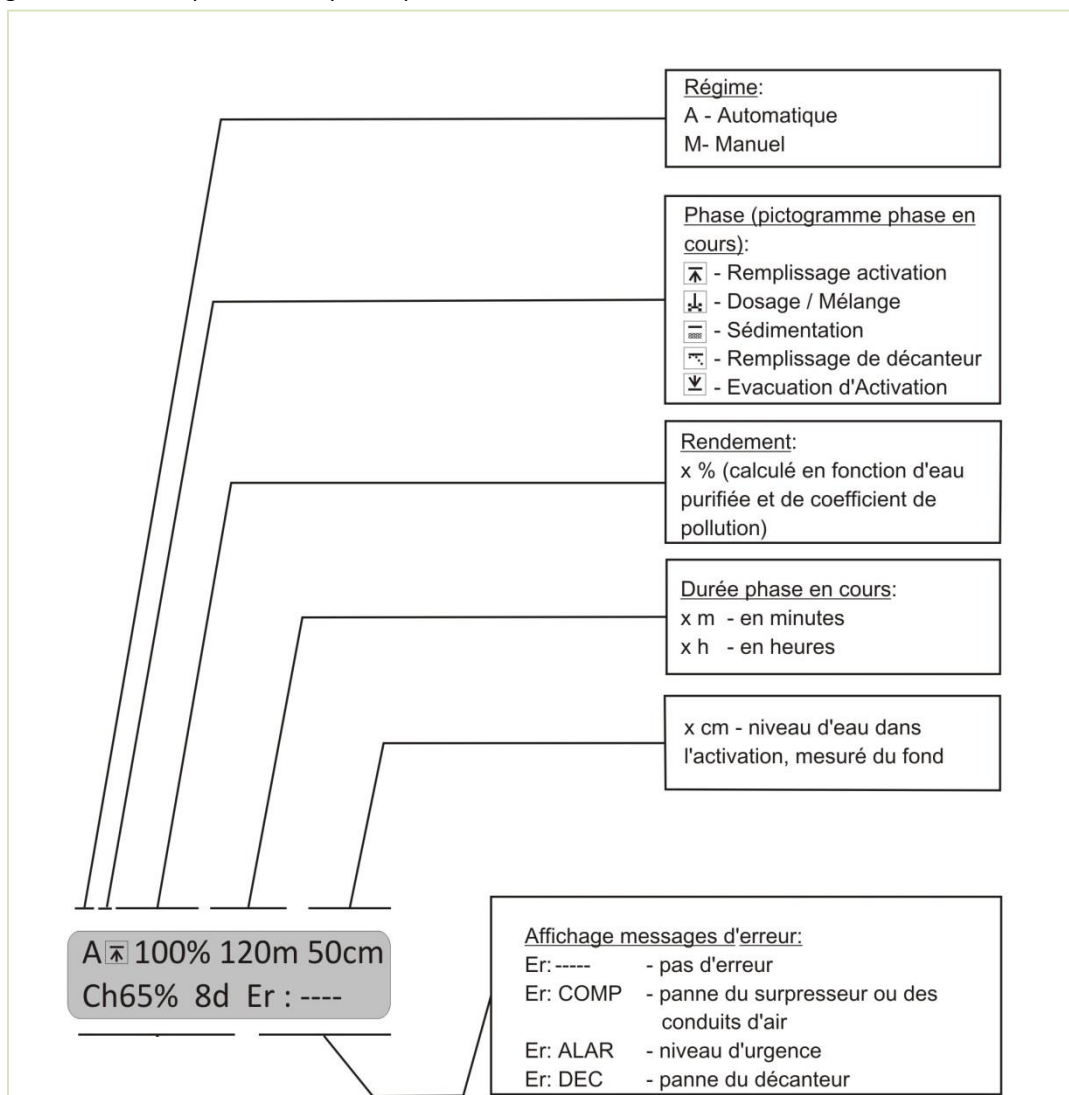 Régime:
A - Automatique
M- Manuel
Phase (pictogramme phase en
cours):
- Remplissage activation
- Dosage / Mélange
- Sédimentation
- Remplissage de décanteur
- Evacuation d'Activation
Rendement:
x % (calculé en fonction d'eau
purifiée et de coefficient de
pollution)
Durée phase en cours:
x m - en minutes
x h - en heures
x cm - niveau d'eau dans
l'activation, mesuré du fond
A 100% 120m 50cm
Ch65% 8d Er : ----
Affichage messages d'erreur:
Er: ----- - pas d'erreur
Er: COMP - panne du surpresseur ou des
conduits d'air
Er: ALAR - niveau d'urgence
Er: DEC - panne du décanteur